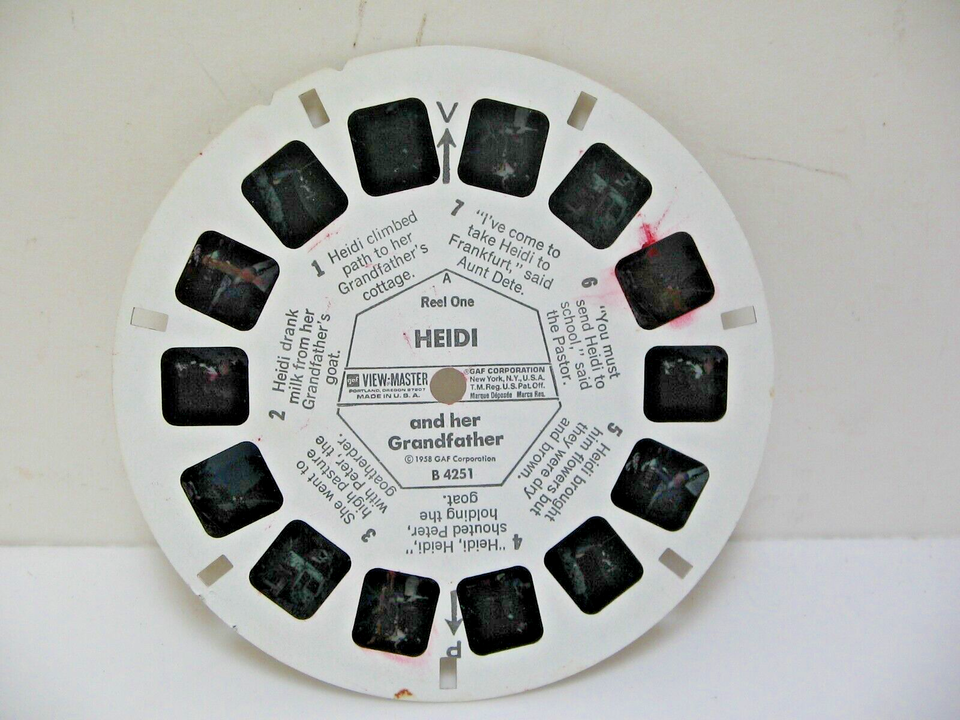 V
A
Reel One
HEIDI
gaf VIEW-MASTER
PORTLAND, OREGON 97207
MADE IN U. S. A.
®GAF CORPORATION
New York, N.Y., U.S.A.
T.M. Reg. U.S. Pat. Off.
Marque Déposée Marca Reg.
and her
Grandfather
© 1958 GAF Corporation
B 4251
1 Heidi climbed
path to her
Grandfather's
cottage.
2 Heidi drank
milk from her
Grandfather's
goat.
3 She went to
high pasture
with Peter, the
goatherder.
4 "Heidi, Heidi,"
shouted Peter,
holding the
goat.
5 Heidi brought
him flowers but
they were dry
and brown.
6 "You must
send Heidi to
school," said
the Pastor.
7 "I've come to
take Heidi to
Frankfurt," said
Aunt Dete.
P